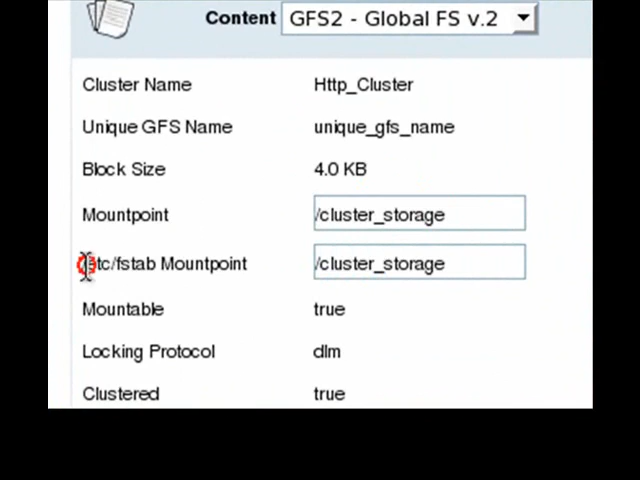 Content GFS2 - Global FS v.2
Cluster Name Http_Cluster
Unique GFS Name unique_gfs_name
Block Size 4.0 KB
Mountpoint /cluster_storage
/etc/fstab Mountpoint /cluster_storage
Mountable true
Locking Protocol dlm
Clustered true